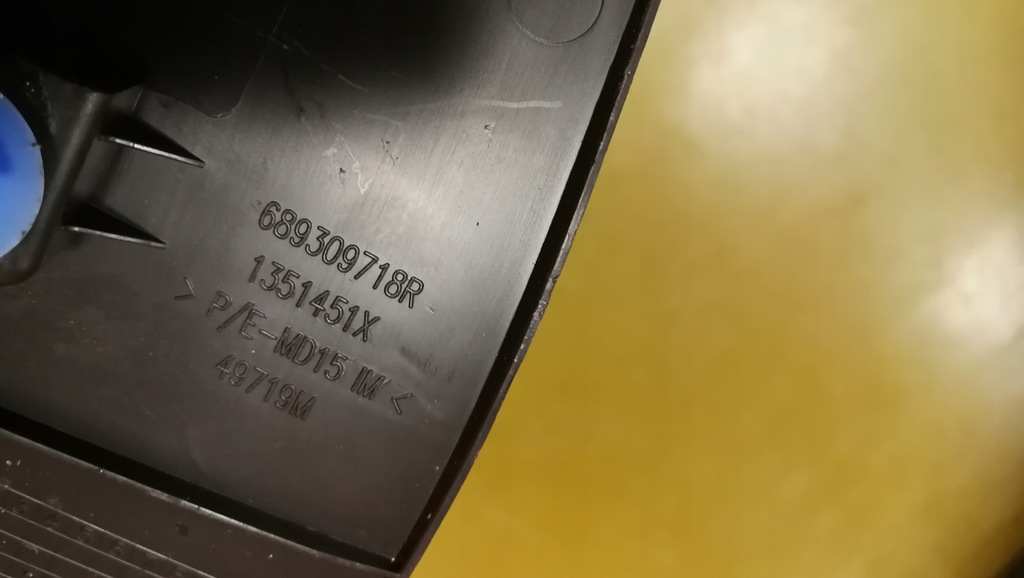 689309718R
1351451X
> P/E-MD15 IM <
49719M